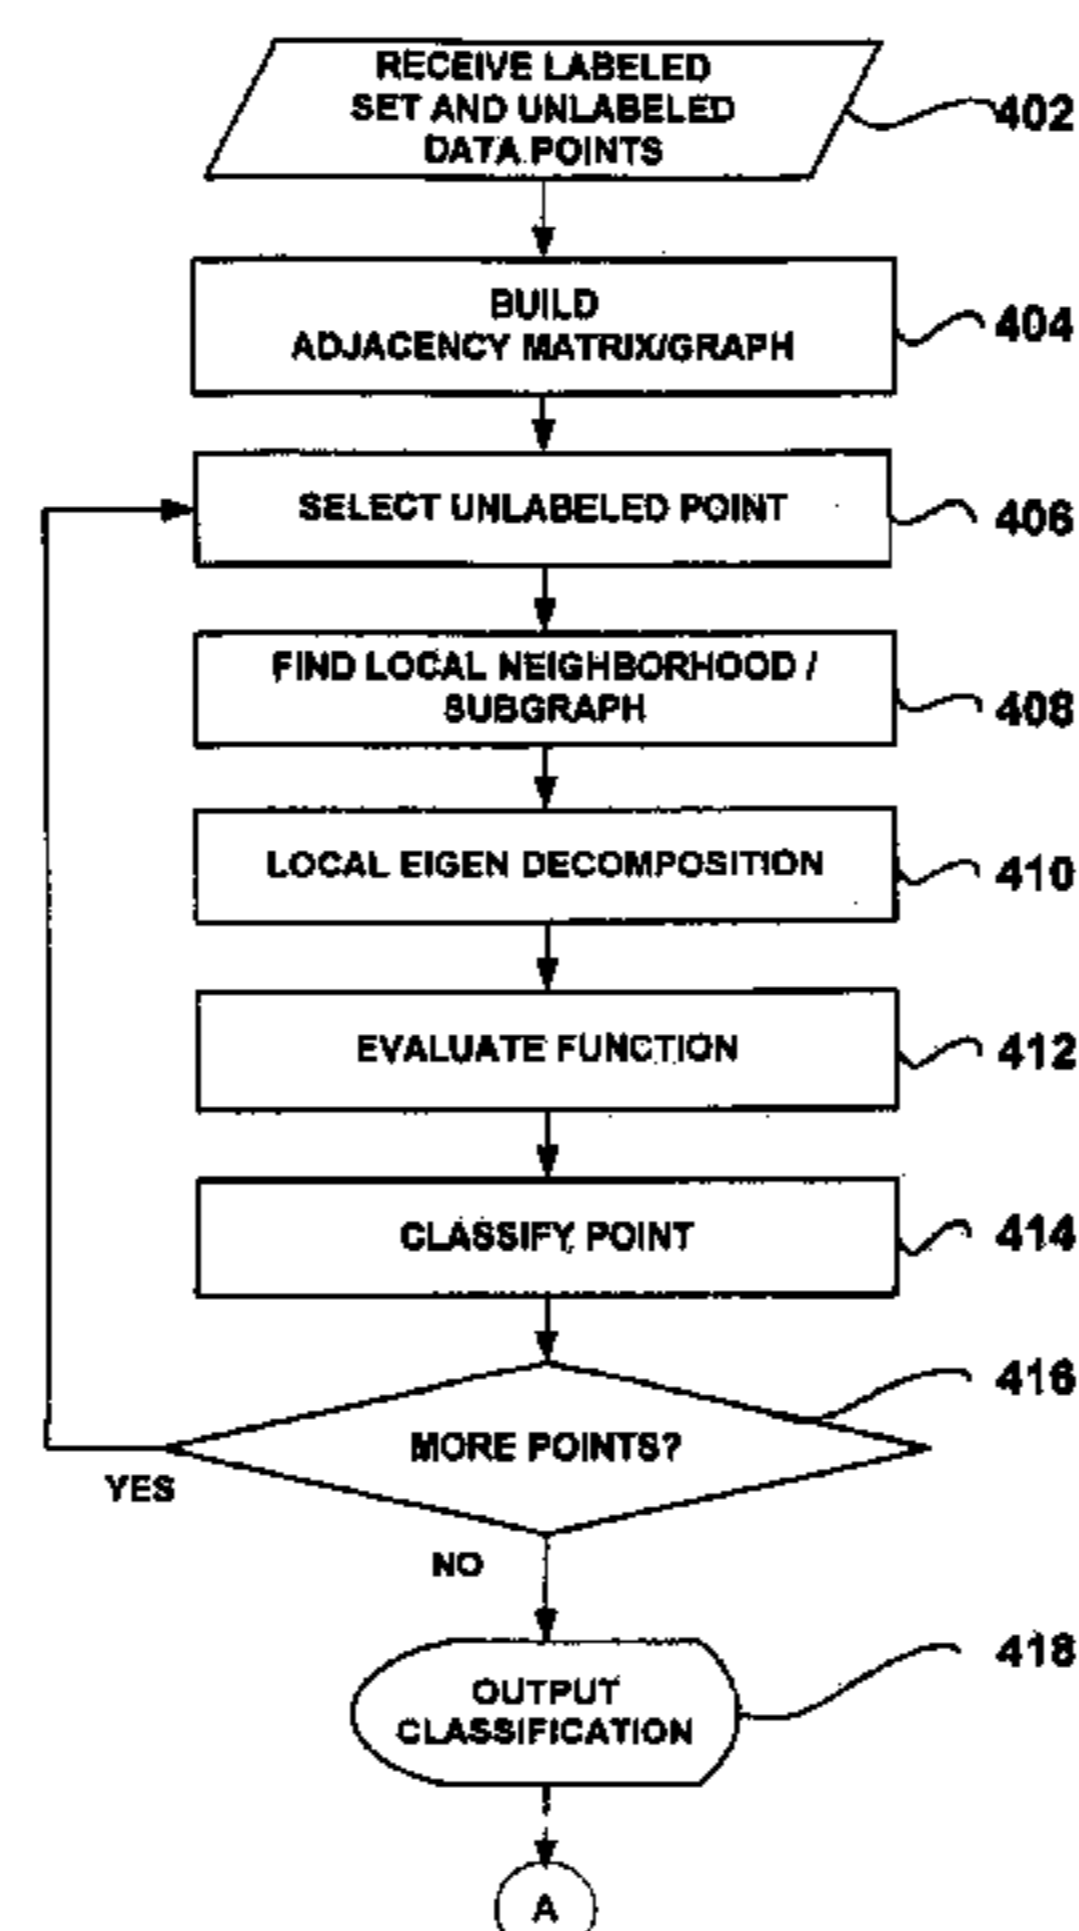 RECEIVE LABELED
SET AND UNLABELED
DATA POINTS
402
BUILD
ADJACENCY MATRIX/GRAPH
404
SELECT UNLABELED POINT
406
FIND LOCAL NEIGHBORHOOD /
SUBGRAPH
408
LOCAL EIGEN DECOMPOSITION
410
EVALUATE FUNCTION
412
CLASSIFY POINT
414
416
MORE POINTS?
YES
NO
418
OUTPUT
CLASSIFICATION
A